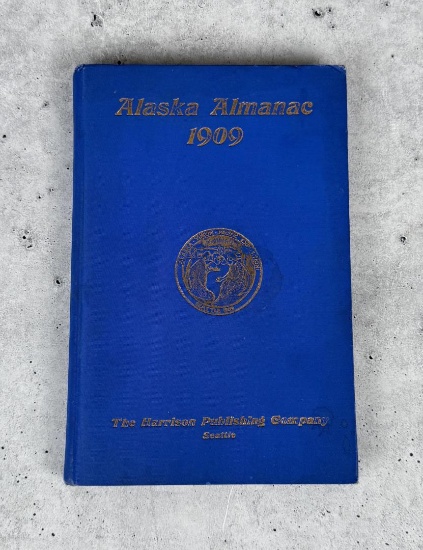 Alaska Almanac
1909
The Harrison Publishing Company
Seattle